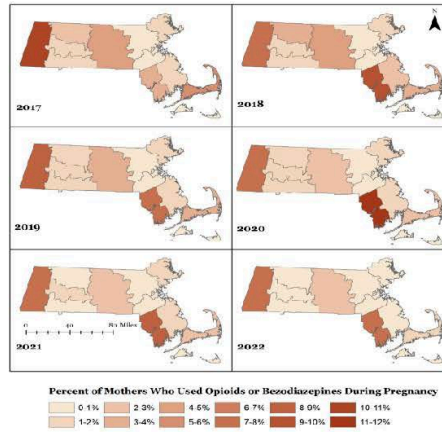 N
2017
2018
2019
2020
0 40 80 Miles
2021
2022
Percent of Mothers Who Used Opioids or Bezodiazepines During Pregnancy
0-1% 2-3% 4-5% 6-7% 8-9% 10-11%
1-2% 3-4% 5-6% 7-8% 9-10% 11-12%